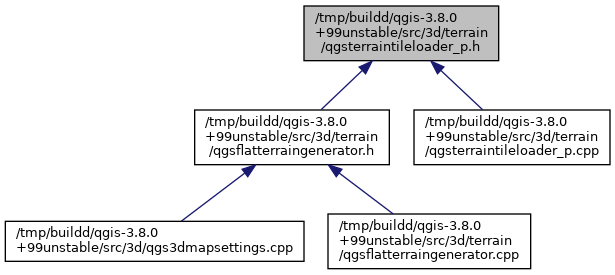 /tmp/buildd/qgis-3.8.0
+99unstable/src/3d/terrain
/qgsterraintileloader_p.h
/tmp/buildd/qgis-3.8.0
+99unstable/src/3d/terrain
/qgsflatterraingenerator.h
/tmp/buildd/qgis-3.8.0
+99unstable/src/3d/terrain
/qgsterraintileloader_p.cpp
/tmp/buildd/qgis-3.8.0
+99unstable/src/3d/qgs3dmapsettings.cpp
/tmp/buildd/qgis-3.8.0
+99unstable/src/3d/terrain
/qgsflatterraingenerator.cpp